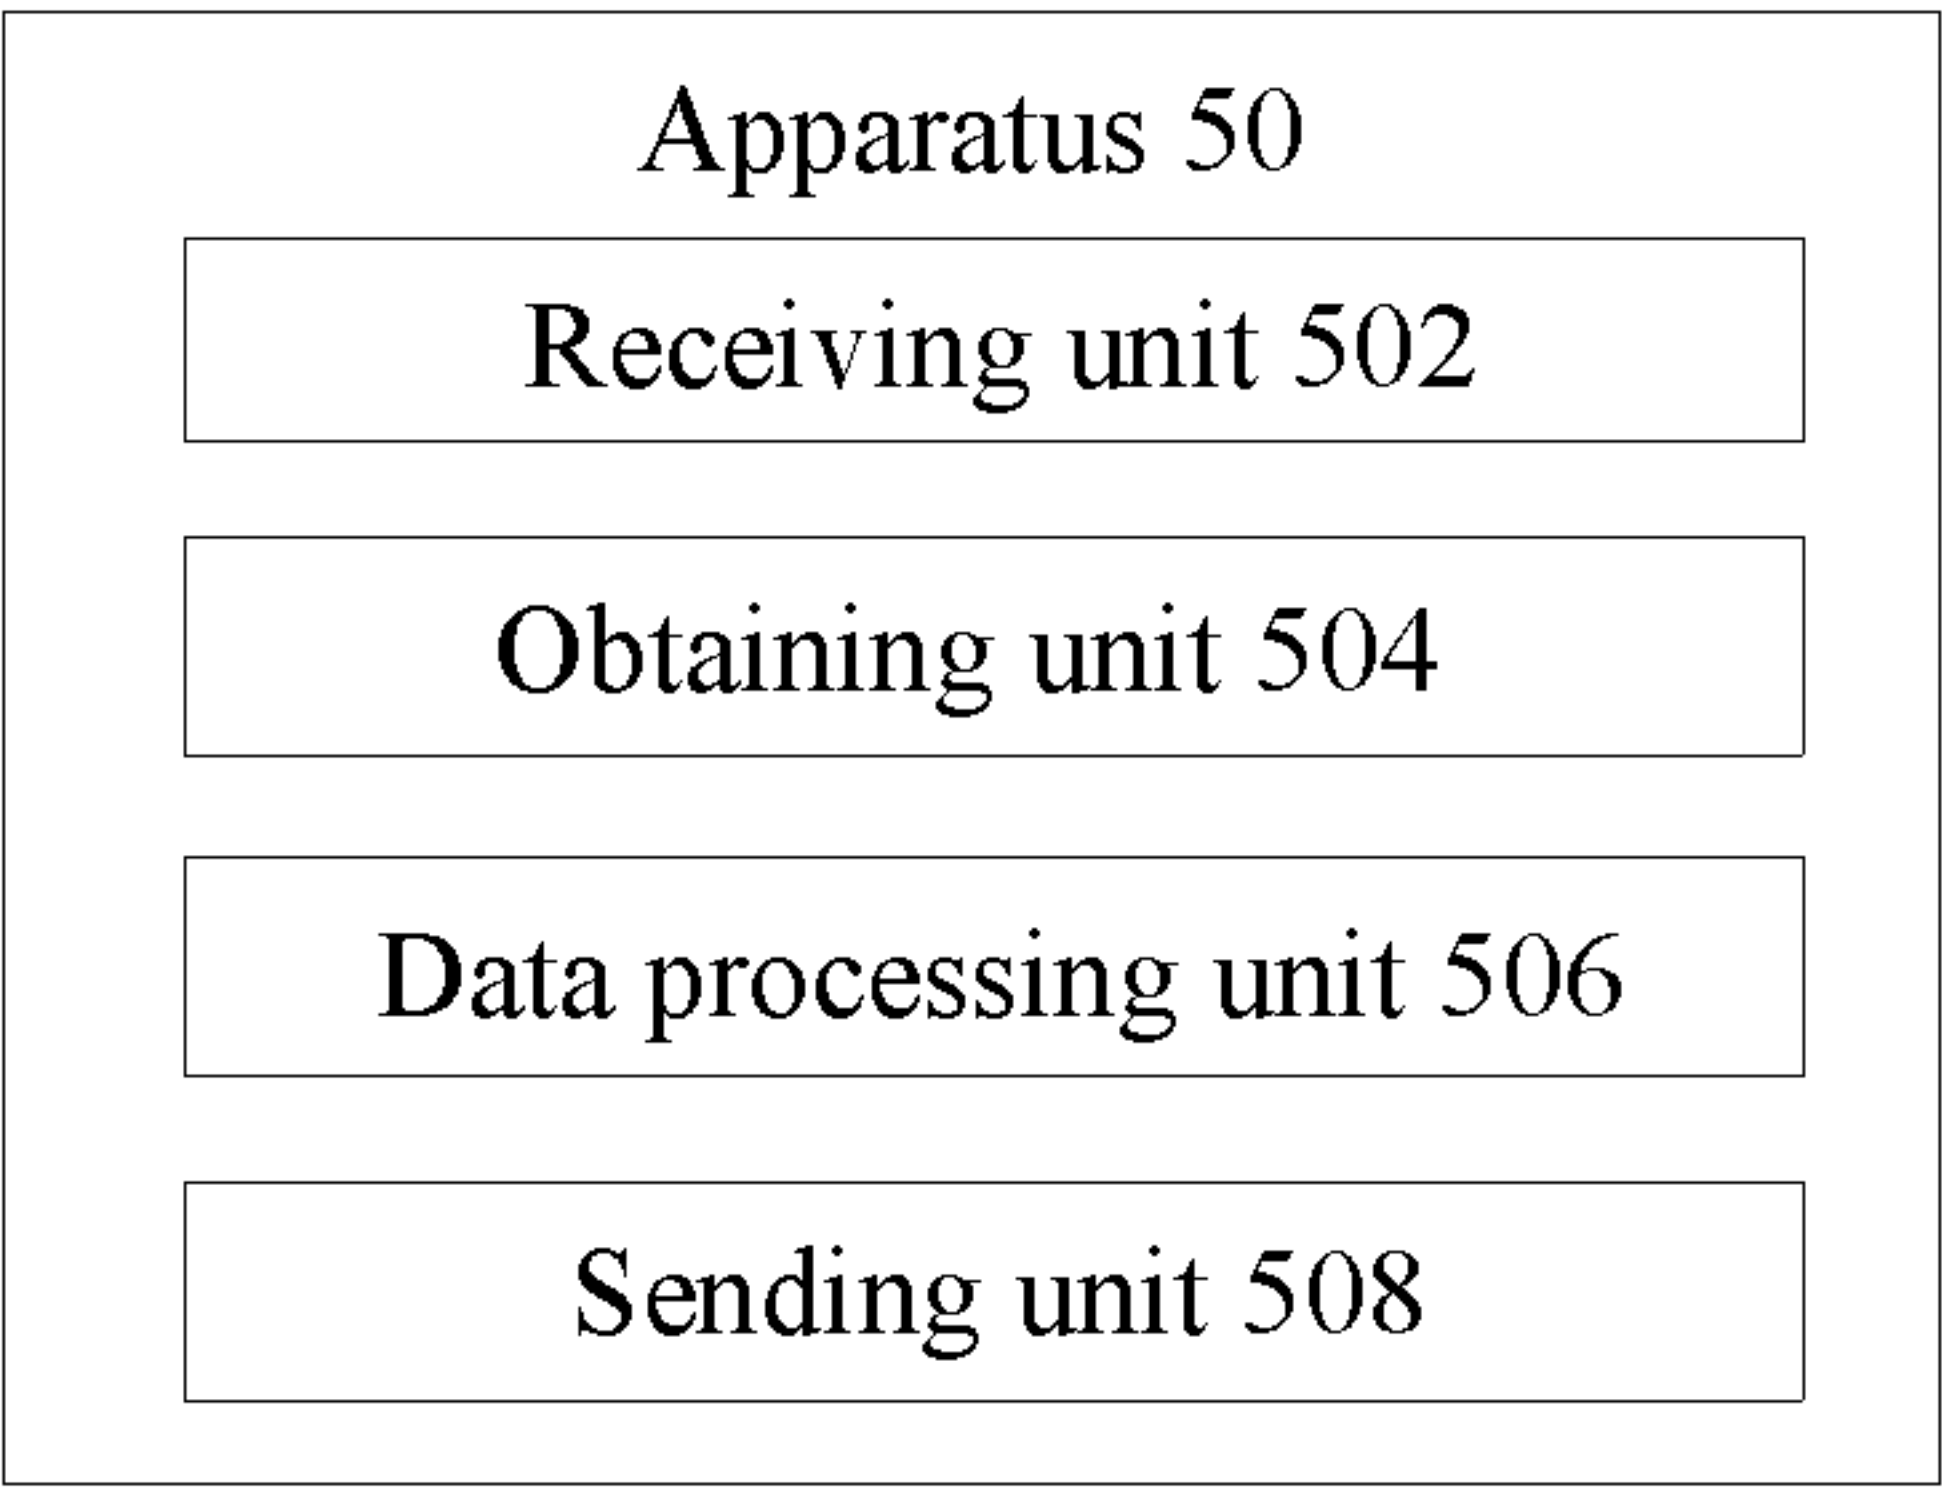 Apparatus 50
Receiving unit 502
Obtaining unit 504
Data processing unit 506
Sending unit 508